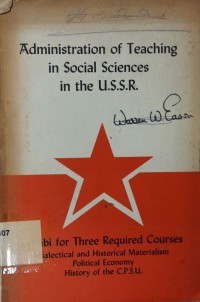 Administration of Teaching
in Social Sciences
in the U.S.S.R.
Warren W.
07
bi for Three Required Courses
alectical and Historical Materialism
Political Economy
History of the C.P.S.U.